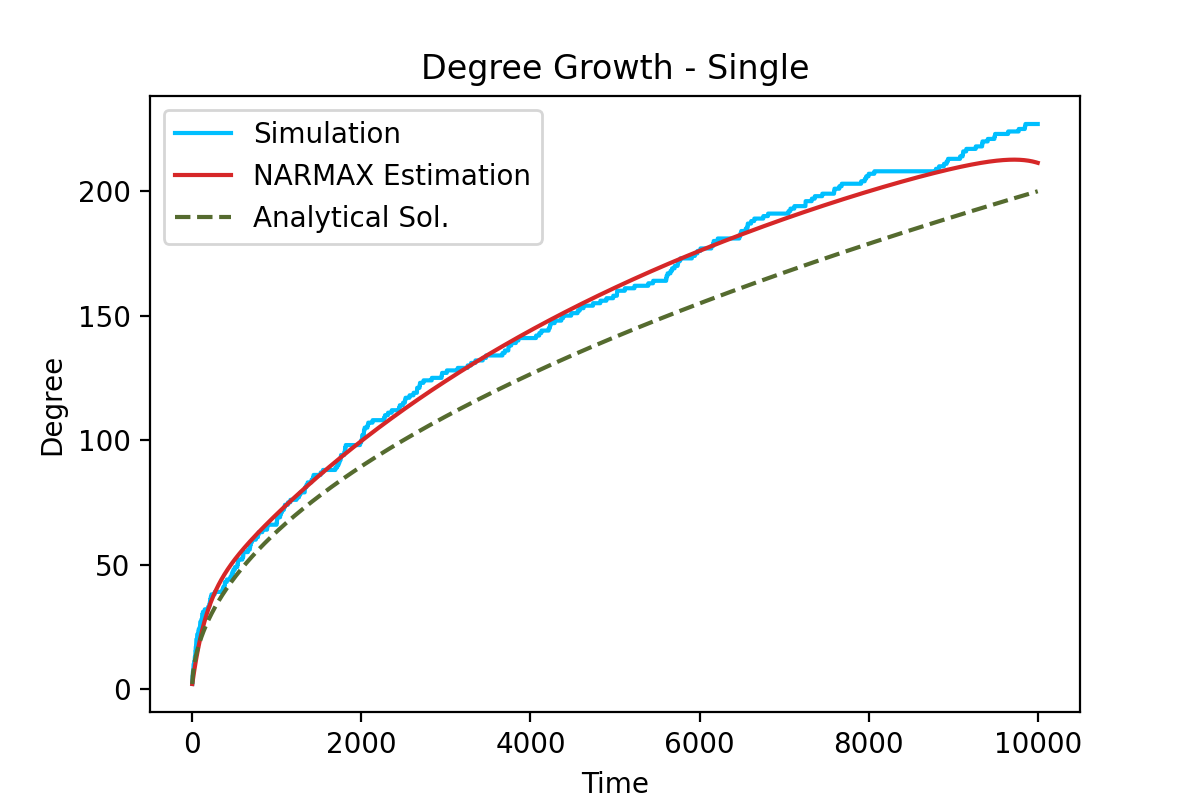 Degree Growth - Single
Simulation
NARMAX Estimation
Analytical Sol.
200
150
100
50
0
Degree
0 2000 4000 6000 8000 10000
Time